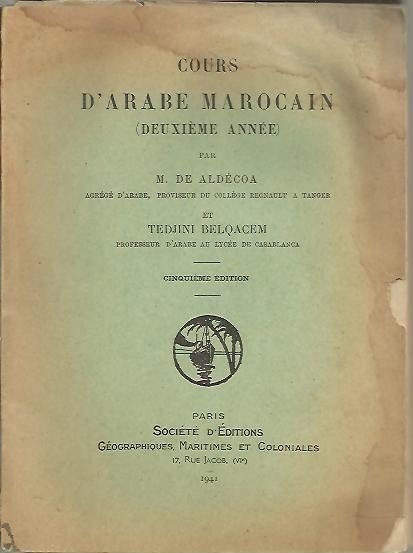 COURS
D'ARABE MAROCAIN
(DEUXIÈME ANNÉE)
PAR
M. DE ALDÉCOA
AGRÉGÉ D'ARABE, PROVISEUR DU COLLÈGE REGNAULT A TANGER
ET
TEDJINI BELQACEM
PROFESSEUR D'ARABE AU LYCÉE DE CASABLANCA
CINQUIÈME ÉDITION
PARIS
SOCIÉTÉ D'ÉDITIONS
GÉOGRAPHIQUES, MARITIMES ET COLONIALES
17, RUE JACOB, (VIᵉ)
1941